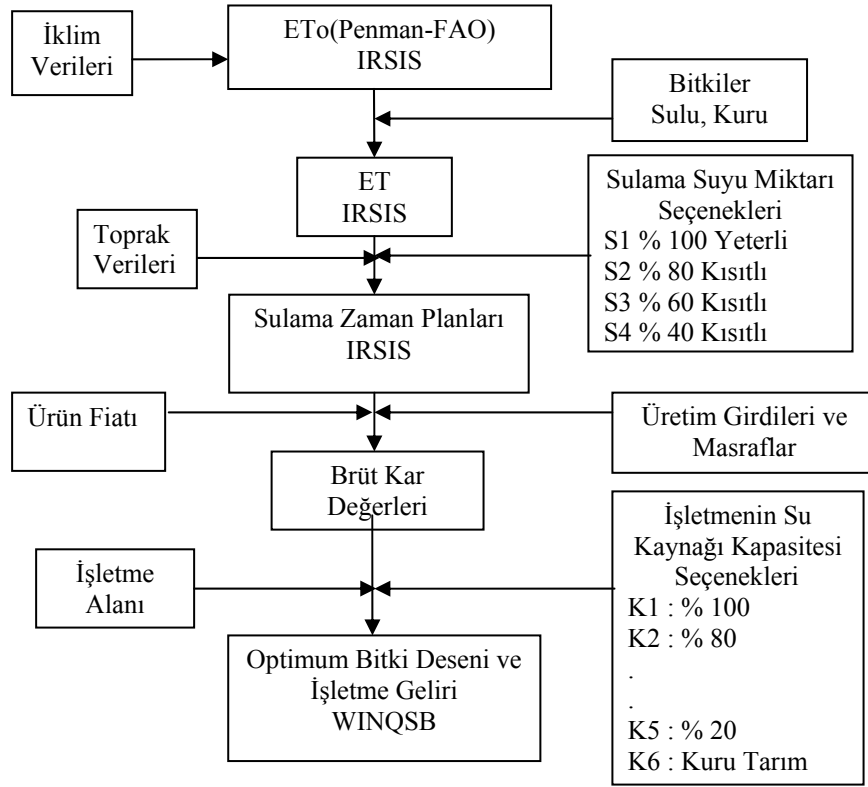 İklim
Verileri
ETo(Penman-FAO)
IRSIS
Bitkiler
Sulu, Kuru
ET
IRSIS
Sulama Suyu Miktarı
Seçenekleri
S1 % 100 Yeterli
S2 % 80 Kısıtlı
S3 % 60 Kısıtlı
S4 % 40 Kısıtlı
Toprak
Verileri
Sulama Zaman Planları
IRSIS
Ürün Fiatı
Üretim Girdileri ve
Masraflar
Brüt Kar
Değerleri
İşletmenin Su
Kaynağı Kapasitesi
Seçenekleri
K1 : % 100
K2 : % 80
.
.
K5 : % 20
K6 : Kuru Tarım
İşletme
Alanı
Optimum Bitki Deseni ve
İşletme Geliri
WINQSB